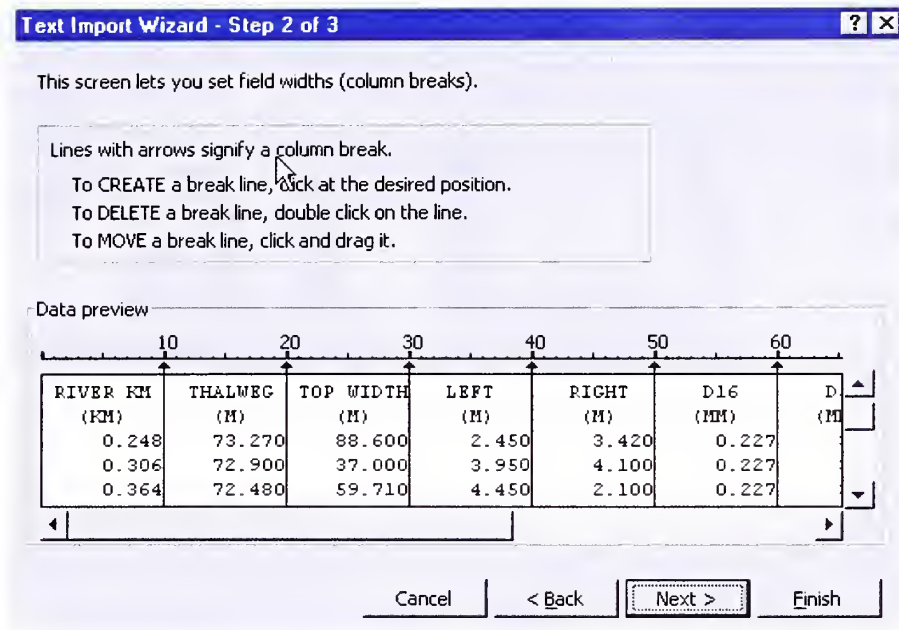 Text Import Wizard - Step 2 of 3
This screen lets you set field widths (column breaks).
Lines with arrows signify a column break.
To CREATE a break line, click at the desired position.
To DELETE a break line, double click on the line.
To MOVE a break line, click and drag it.
Data preview
10 20 30 40 50 60
RIVER KM THALWEG TOP WIDTH LEFT RIGHT D16 D
(KM) (M) (M) (M) (M) (MM) (M
0.248 73.270 88.600 2.450 3.420 0.227
0.306 72.900 37.000 3.950 4.100 0.227
0.364 72.480 59.710 4.450 2.100 0.227
Cancel < Back Next > Finish